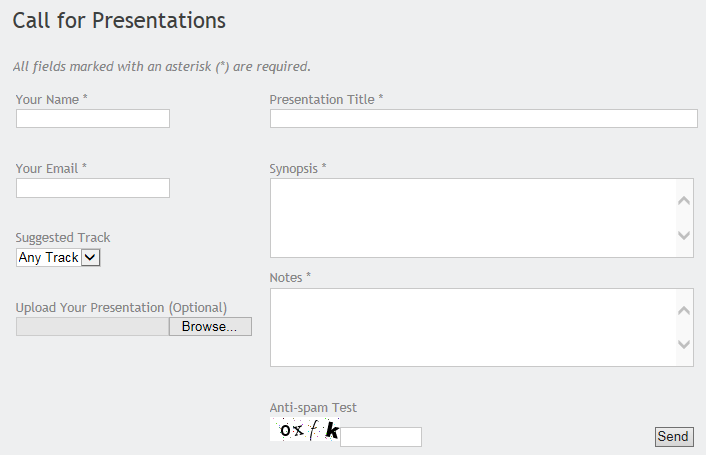 Call for Presentations
All fields marked with an asterisk (*) are required.
Your Name *
Presentation Title *
Your Email *
Synopsis *
Suggested Track
Any Track
Notes *
Upload Your Presentation (Optional)
Browse...
Anti-spam Test
oxfk
Send